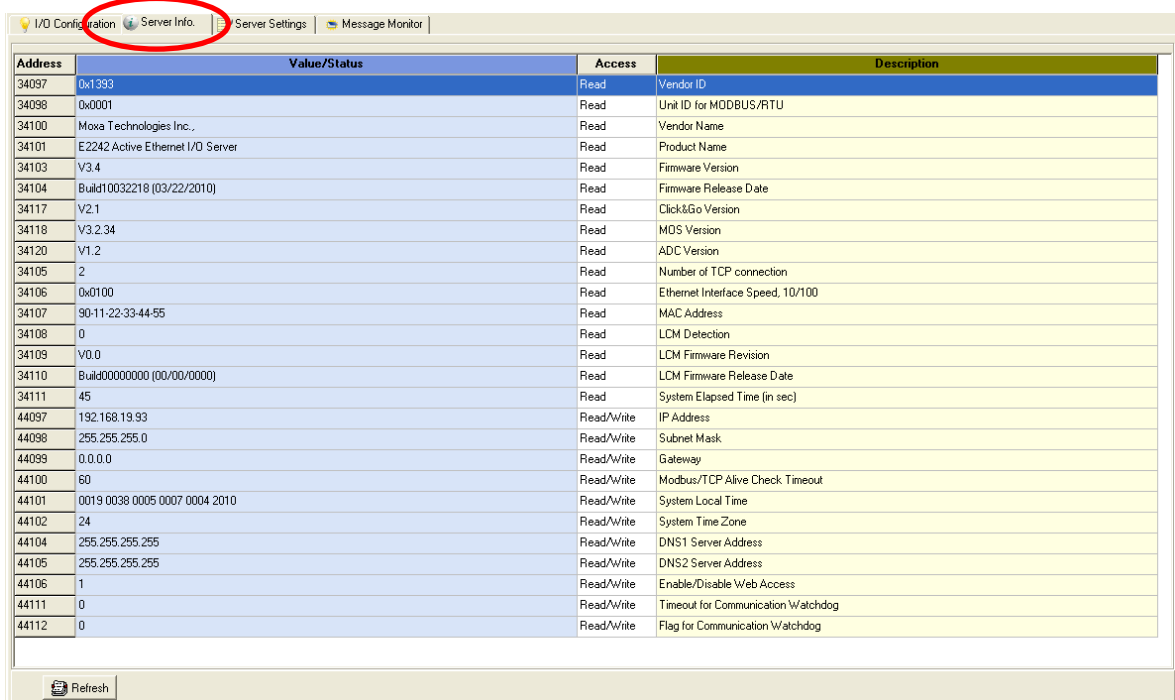 I/O Configuration Server Info. Server Settings Message Monitor
Address Value/Status Access Description
34097 0x1393 Read Vendor ID
34098 0x0001 Read Unit ID for MODBUS/RTU
34100 Moxa Technologies Inc., Read Vendor Name
34101 E2242 Active Ethernet I/O Server Read Product Name
34103 V3.4 Read Firmware Version
34104 Build10032218 (03/22/2010) Read Firmware Release Date
34117 V2.1 Read Click&Go Version
34118 V3.2.34 Read MOS Version
34120 V1.2 Read ADC Version
34105 2 Read Number of TCP connection
34106 0x0100 Read Ethernet Interface Speed, 10/100
34107 90-11-22-33-44-55 Read MAC Address
34108 0 Read LCM Detection
34109 V0.0 Read LCM Firmware Revision
34110 Build00000000 (00/00/0000) Read LCM Firmware Release Date
34111 45 Read System Elapsed Time (in sec)
44097 192.168.19.93 Read/Write IP Address
44098 255.255.255.0 Read/Write Subnet Mask
44099 0.0.0.0 Read/Write Gateway
44100 60 Read/Write Modbus/TCP Alive Check Timeout
44101 0019 0038 0005 0007 0004 2010 Read/Write System Local Time
44102 24 Read/Write System Time Zone
44104 255.255.255.255 Read/Write DNS1 Server Address
44105 255.255.255.255 Read/Write DNS2 Server Address
44106 1 Read/Write Enable/Disable Web Access
44111 0 Read/Write Timeout for Communication Watchdog
44112 0 Read/Write Flag for Communication Watchdog
Refresh